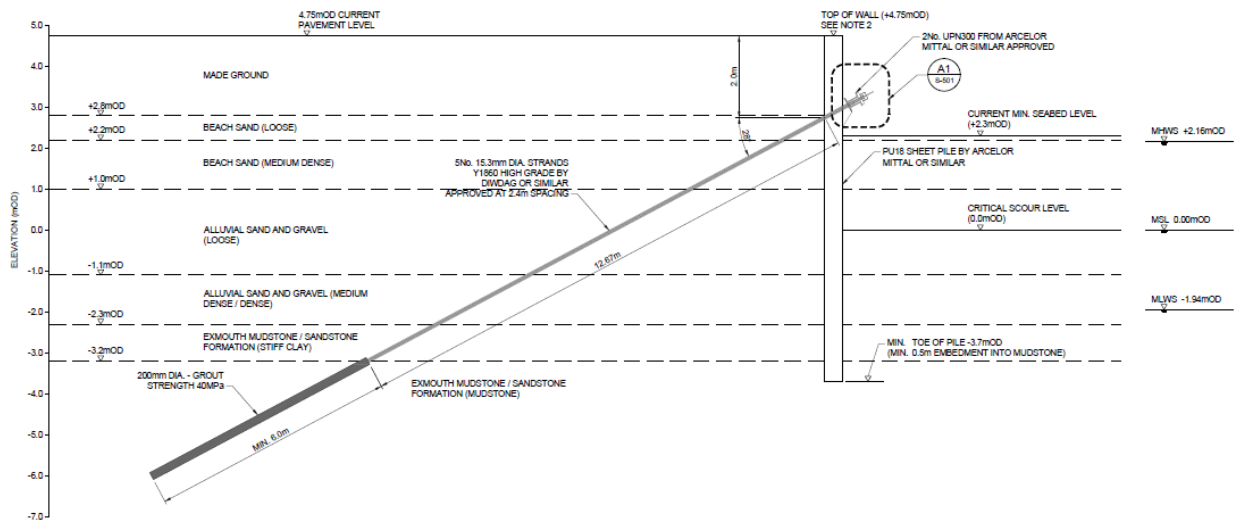 4.75mOD CURRENT
PAVEMENT LEVEL
TOP OF WALL (+4.75mOD)
SEE NOTE 2
2No. UPN300 FROM ARCELOR
MITTAL OR SIMILAR APPROVED
A1
S-501
5.0
4.0
3.0
2.0
1.0
0.0
-1.0
-2.0
-3.0
-4.0
-5.0
-6.0
-7.0
ELEVATION (mOD)
MADE GROUND
2.0m
+2.8mOD
BEACH SAND (LOOSE)
+2.2mOD
BEACH SAND (MEDIUM DENSE)
+1.0mOD
28°
CURRENT MIN. SEABED LEVEL
(+2.3mOD)
MHWS +2.16mOD
PU18 SHEET PILE BY ARCELOR
MITTAL OR SIMILAR
5No. 15.3mm DIA. STRANDS
Y1860 HIGH GRADE BY
DIWDAG OR SIMILAR
APPROVED AT 2.4m SPACING
CRITICAL SCOUR LEVEL
(0.0mOD)
MSL 0.00mOD
ALLUVIAL SAND AND GRAVEL
(LOOSE)
12.67m
-1.1mOD
ALLUVIAL SAND AND GRAVEL (MEDIUM
DENSE / DENSE)
MLWS -1.94mOD
-2.3mOD
EXMOUTH MUDSTONE / SANDSTONE
FORMATION (STIFF CLAY)
-3.2mOD
MIN. TOE OF PILE -3.7mOD
(MIN. 0.5m EMBEDMENT INTO MUDSTONE)
200mm DIA. - GROUT
STRENGTH 40MPa
EXMOUTH MUDSTONE / SANDSTONE
FORMATION (MUDSTONE)
MIN. 6.0m